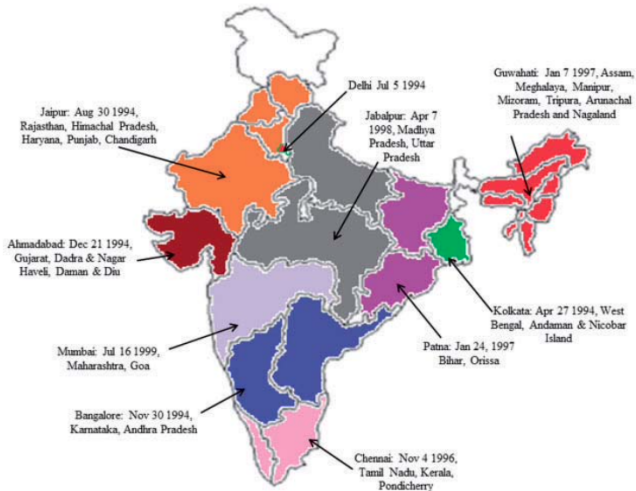 Delhi Jul 5 1994
Guwahati: Jan 7 1997, Assam,
Meghalaya, Manipur,
Mizoram, Tripura, Arunachal
Pradesh and Nagaland
Jaipur: Aug 30 1994,
Rajasthan, Himachal Pradesh,
Haryana, Punjab, Chandigarh
Jabalpur: Apr 7
1998, Madhya
Pradesh, Uttar
Pradesh
Ahmadabad: Dec 21 1994,
Gujarat, Dadra & Nagar
Haveli, Daman & Diu
Kolkata: Apr 27 1994, West
Bengal, Andaman & Nicobar
Island
Mumbai: Jul 16 1999,
Maharashtra, Goa
Patna: Jan 24, 1997
Bihar, Orissa
Bangalore: Nov 30 1994,
Karnataka, Andhra Pradesh
Chennai: Nov 4 1996,
Tamil Nadu, Kerala,
Pondicherry